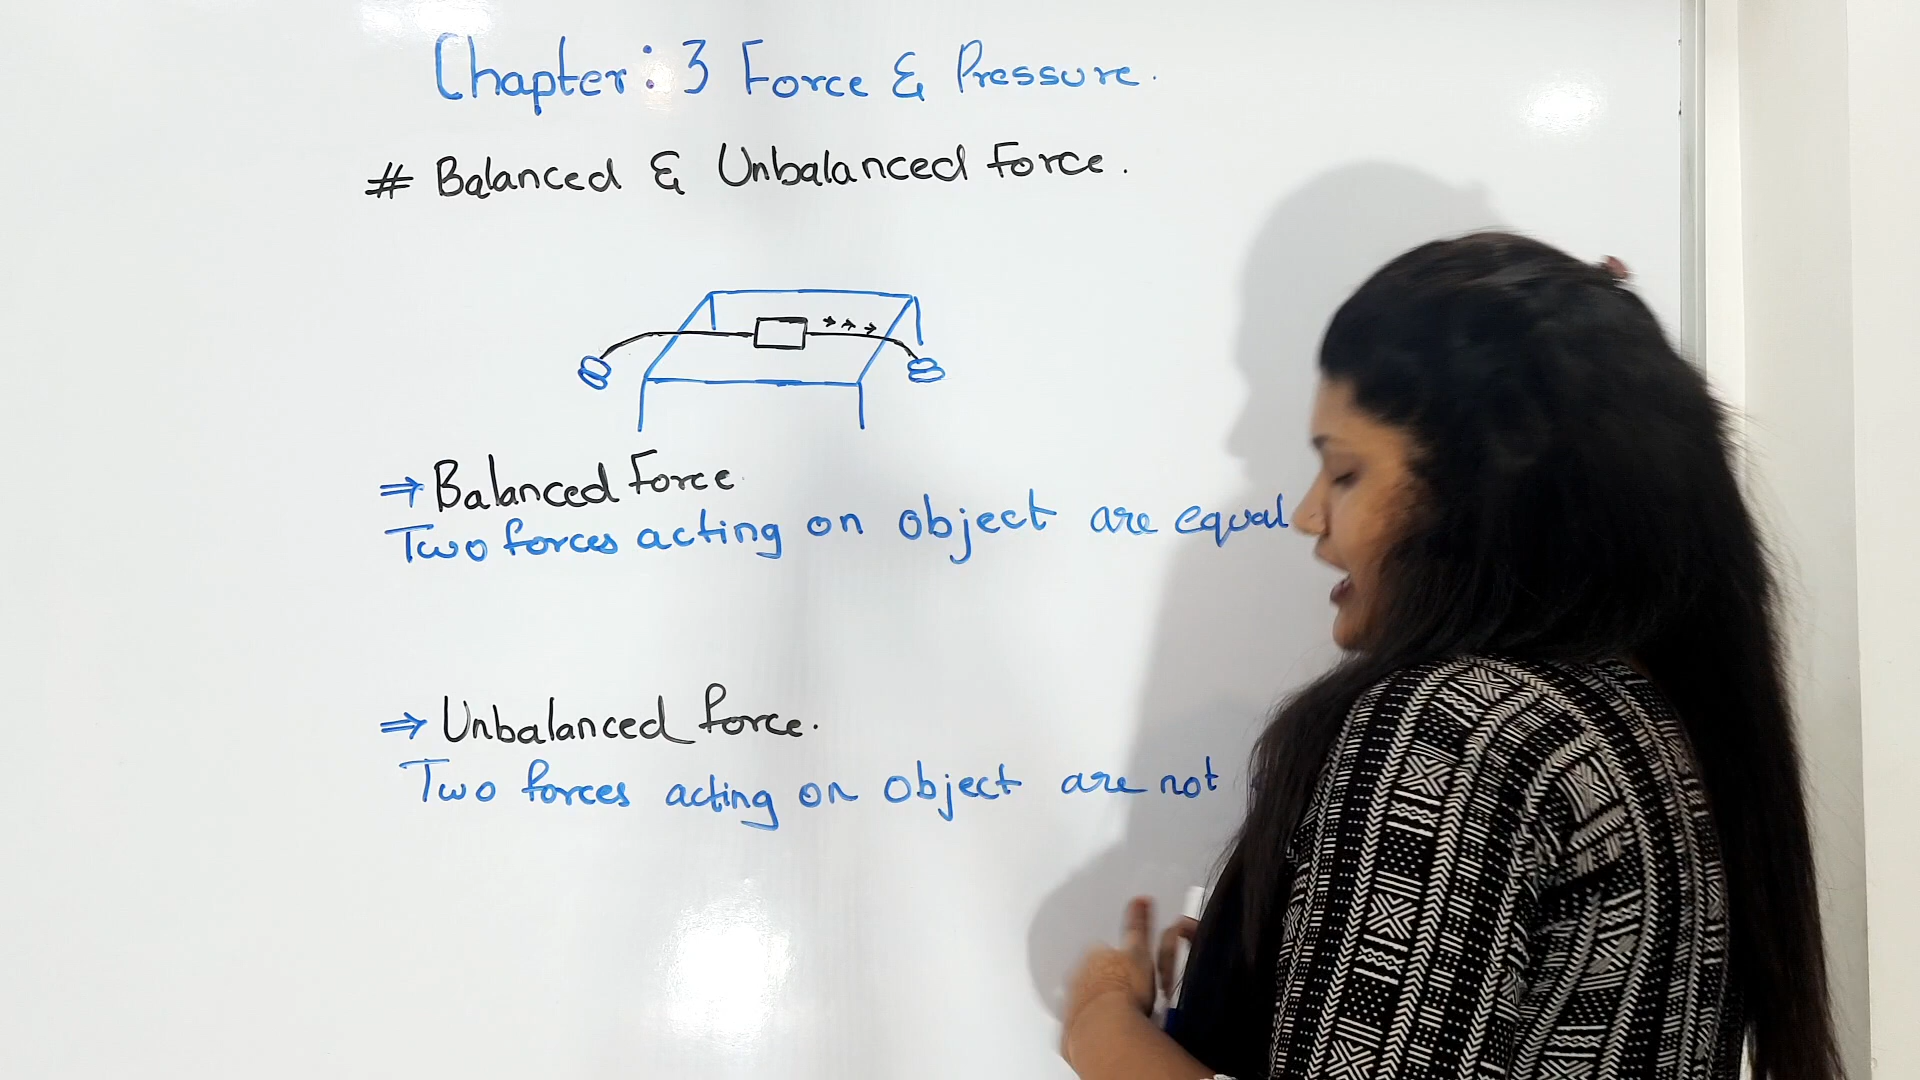 Chapter: 3 Force & Pressure.
# Balanced & Unbalanced Force.
⇒ Balanced Force.
Two forces acting on object are equal
⇒ Unbalanced force.
Two forces acting on object are not